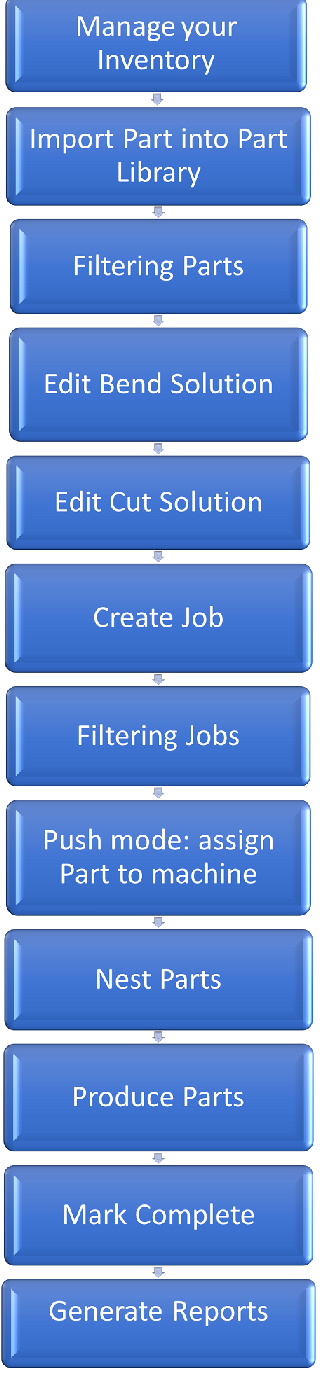 Manage your
Inventory
Import Part into Part
Library
Filtering Parts
Edit Bend Solution
Edit Cut Solution
Create Job
Filtering Jobs
Push mode: assign
Part to machine
Nest Parts
Produce Parts
Mark Complete
Generate Reports